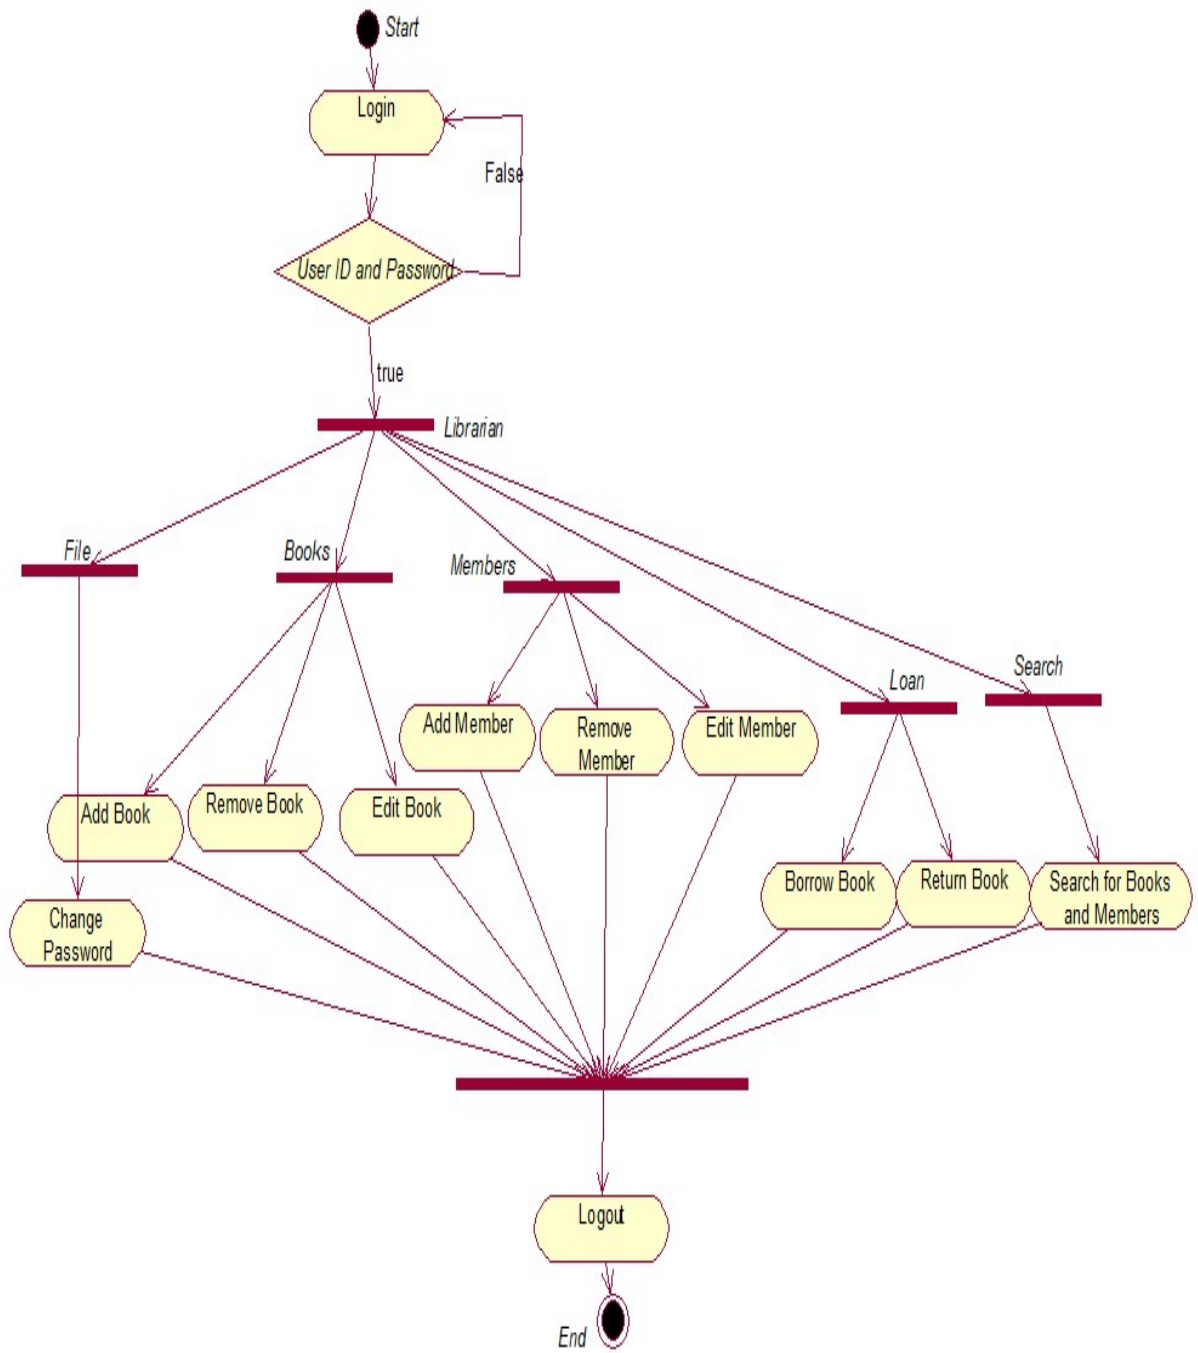 Start
Login
False
User ID and Password
true
Librarian
File
Books
Members
Loan
Search
Add Member
Remove
Member
Edit Member
Add Book
Remove Book
Edit Book
Borrow Book
Return Book
Search for Books
and Members
Change
Password
Logout
End